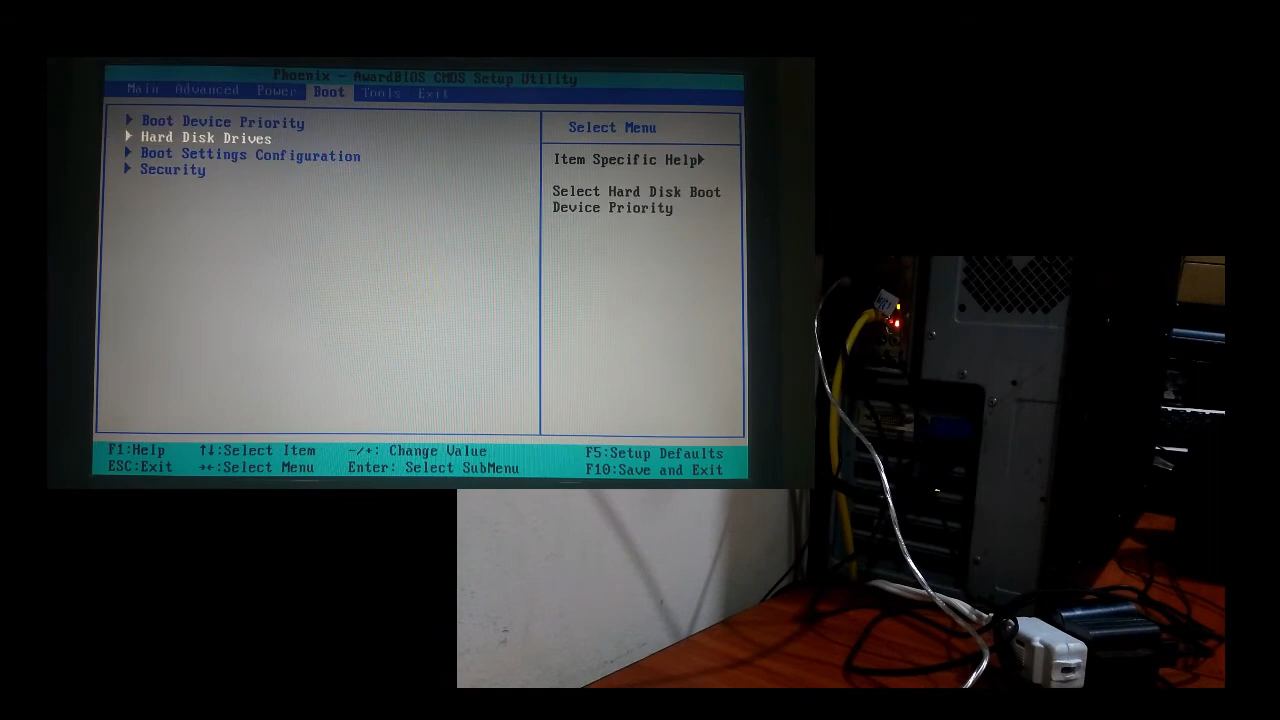 Phoenix - AwardBIOS CMOS Setup Utility
Main Advanced Power Boot Tools Exit
Boot Device Priority
Hard Disk Drives
Boot Settings Configuration
Security
Select Menu
Item Specific Help
Select Hard Disk Boot
Device Priority
F1:Help ↑↓:Select Item -/+: Change Value F5:Setup Defaults
ESC:Exit →←:Select Menu Enter: Select SubMenu F10:Save and Exit